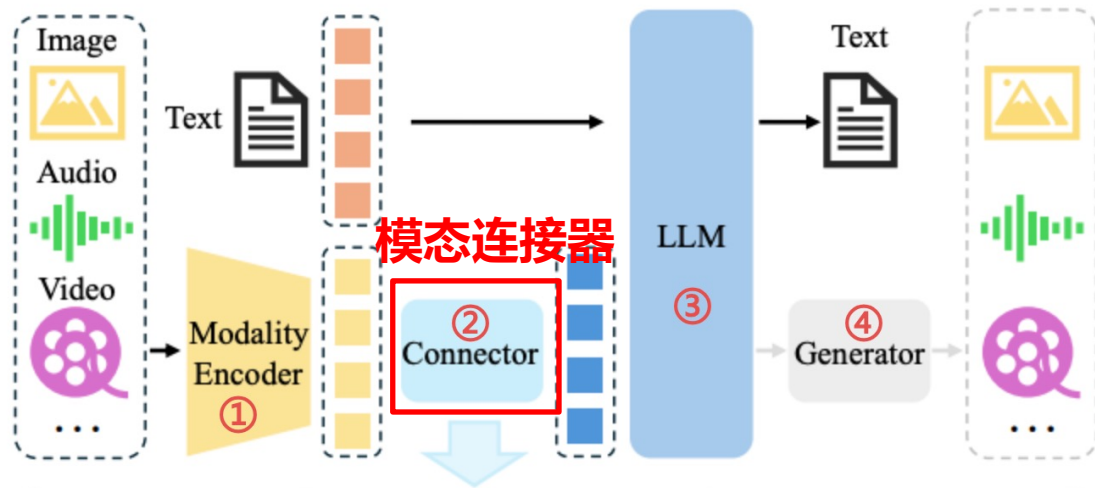 Image
Text
Text
Audio
模态连接器
LLM
Video
②
③
④
Modality
Encoder
Connector
Generator
①
...
...